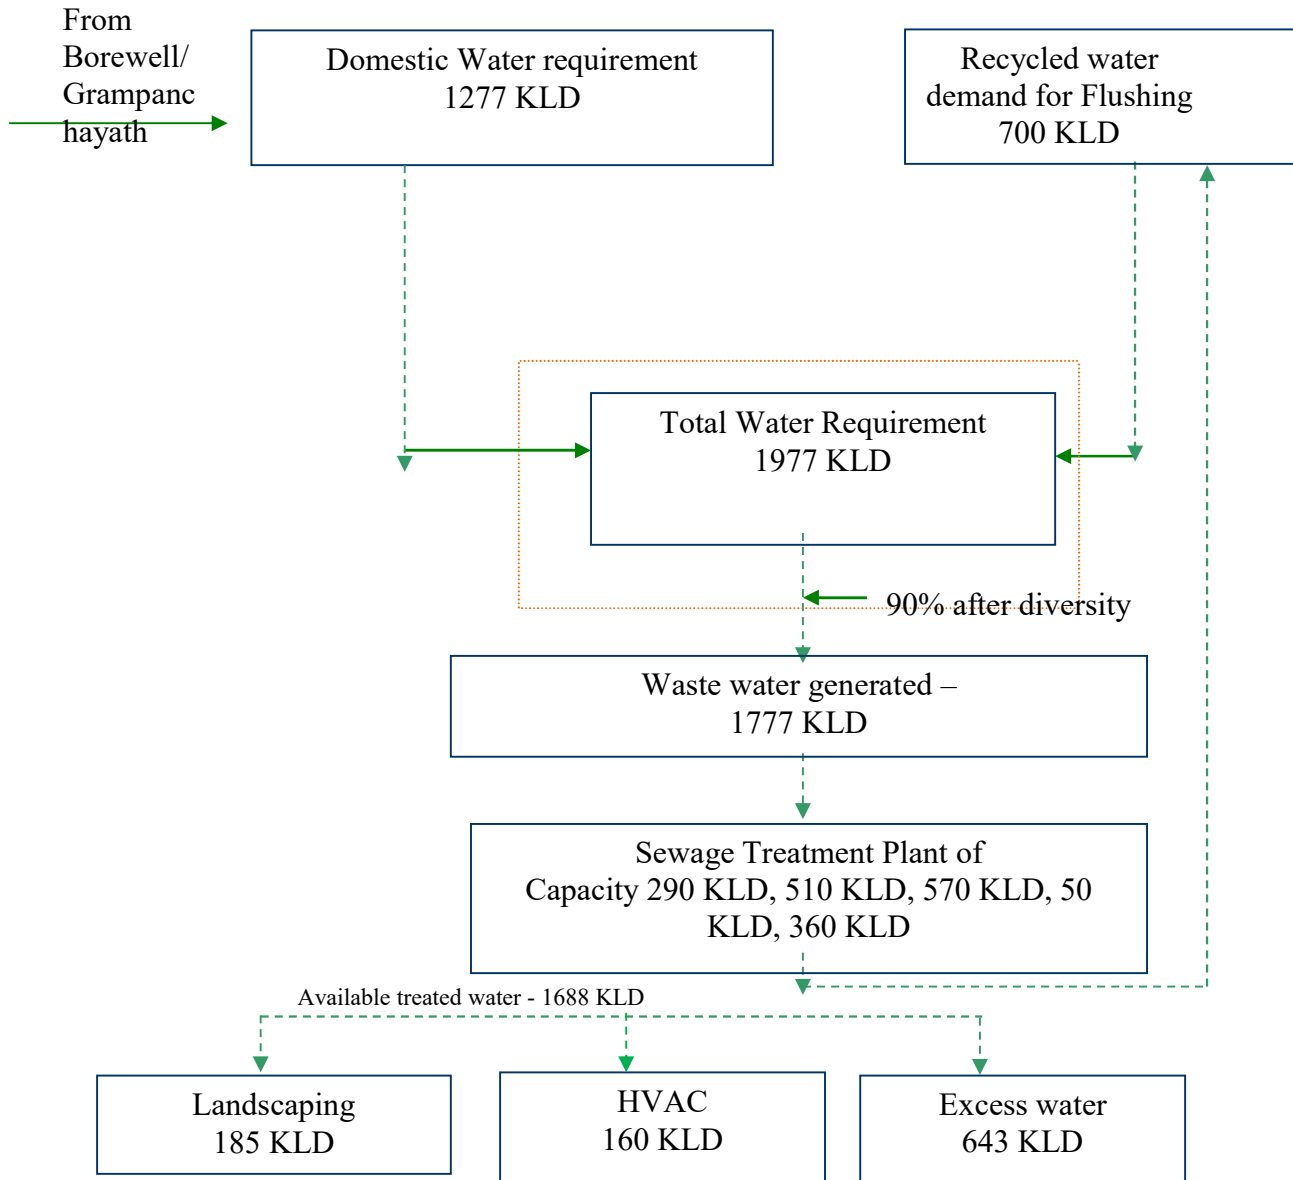 From
Borewell/
Grampanc
hayath
Domestic Water requirement
1277 KLD
Recycled water
demand for Flushing
700 KLD
Total Water Requirement
1977 KLD
90% after diversity
Waste water generated –
1777 KLD
Sewage Treatment Plant of
Capacity 290 KLD, 510 KLD, 570 KLD, 50
KLD, 360 KLD
Available treated water - 1688 KLD
Landscaping
185 KLD
HVAC
160 KLD
Excess water
643 KLD